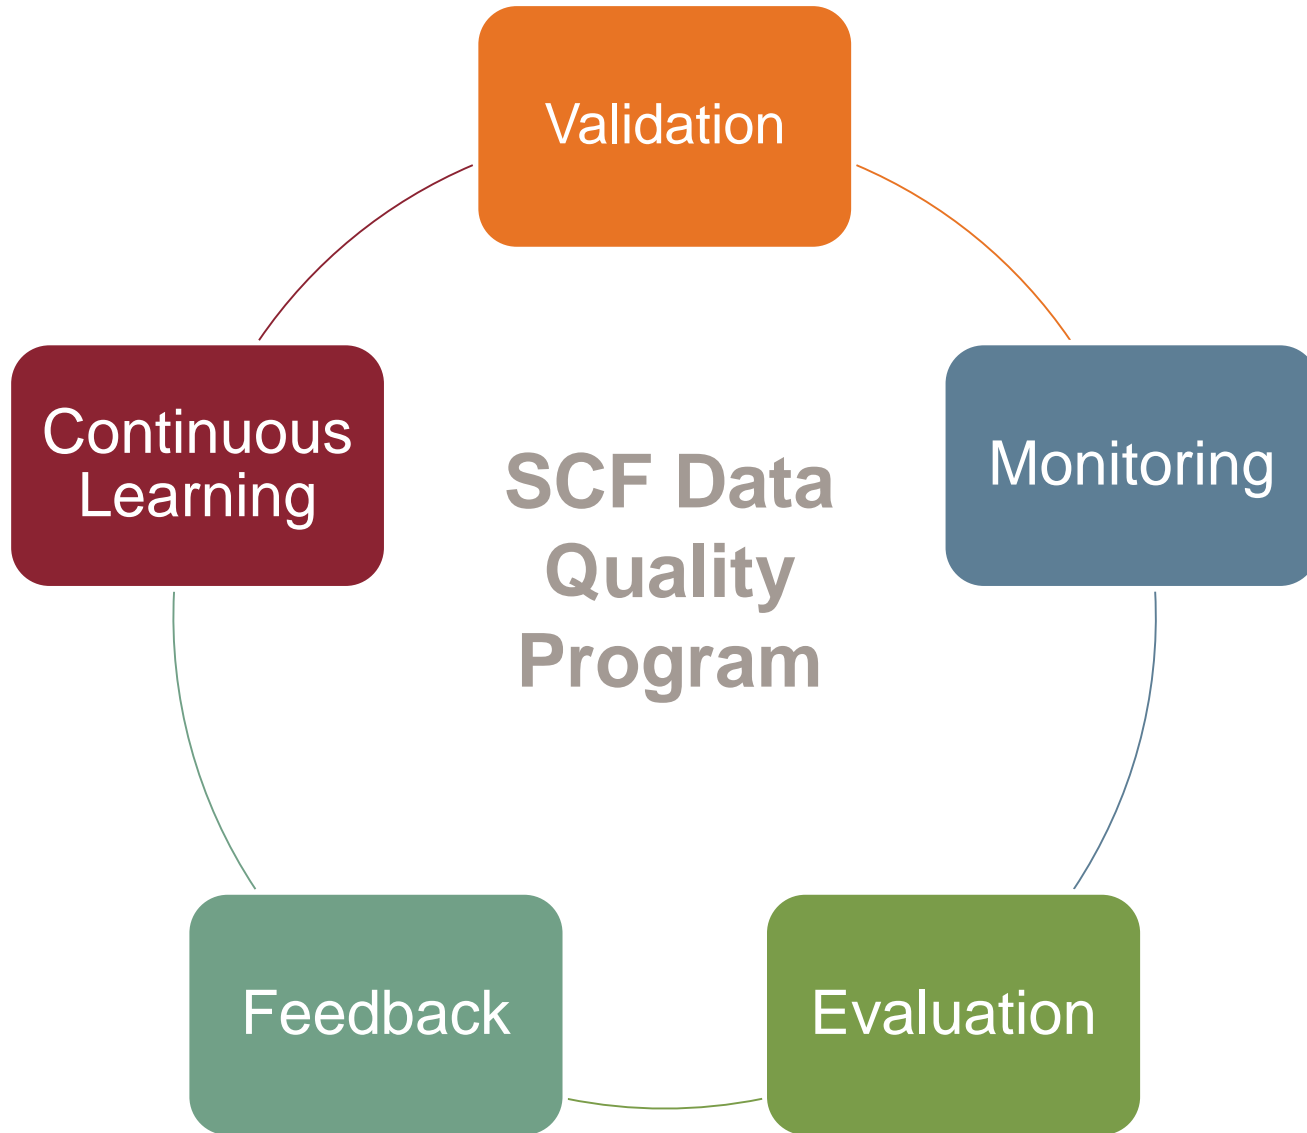 Validation
Monitoring
Evaluation
Feedback
Continuous
Learning
SCF Data
Quality
Program